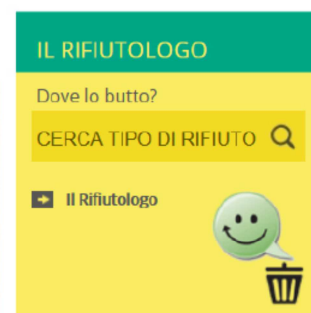 IL RIFIUTOLOGO
Dove lo butto?
CERCA TIPO DI RIFIUTO
Il Rifiutologo